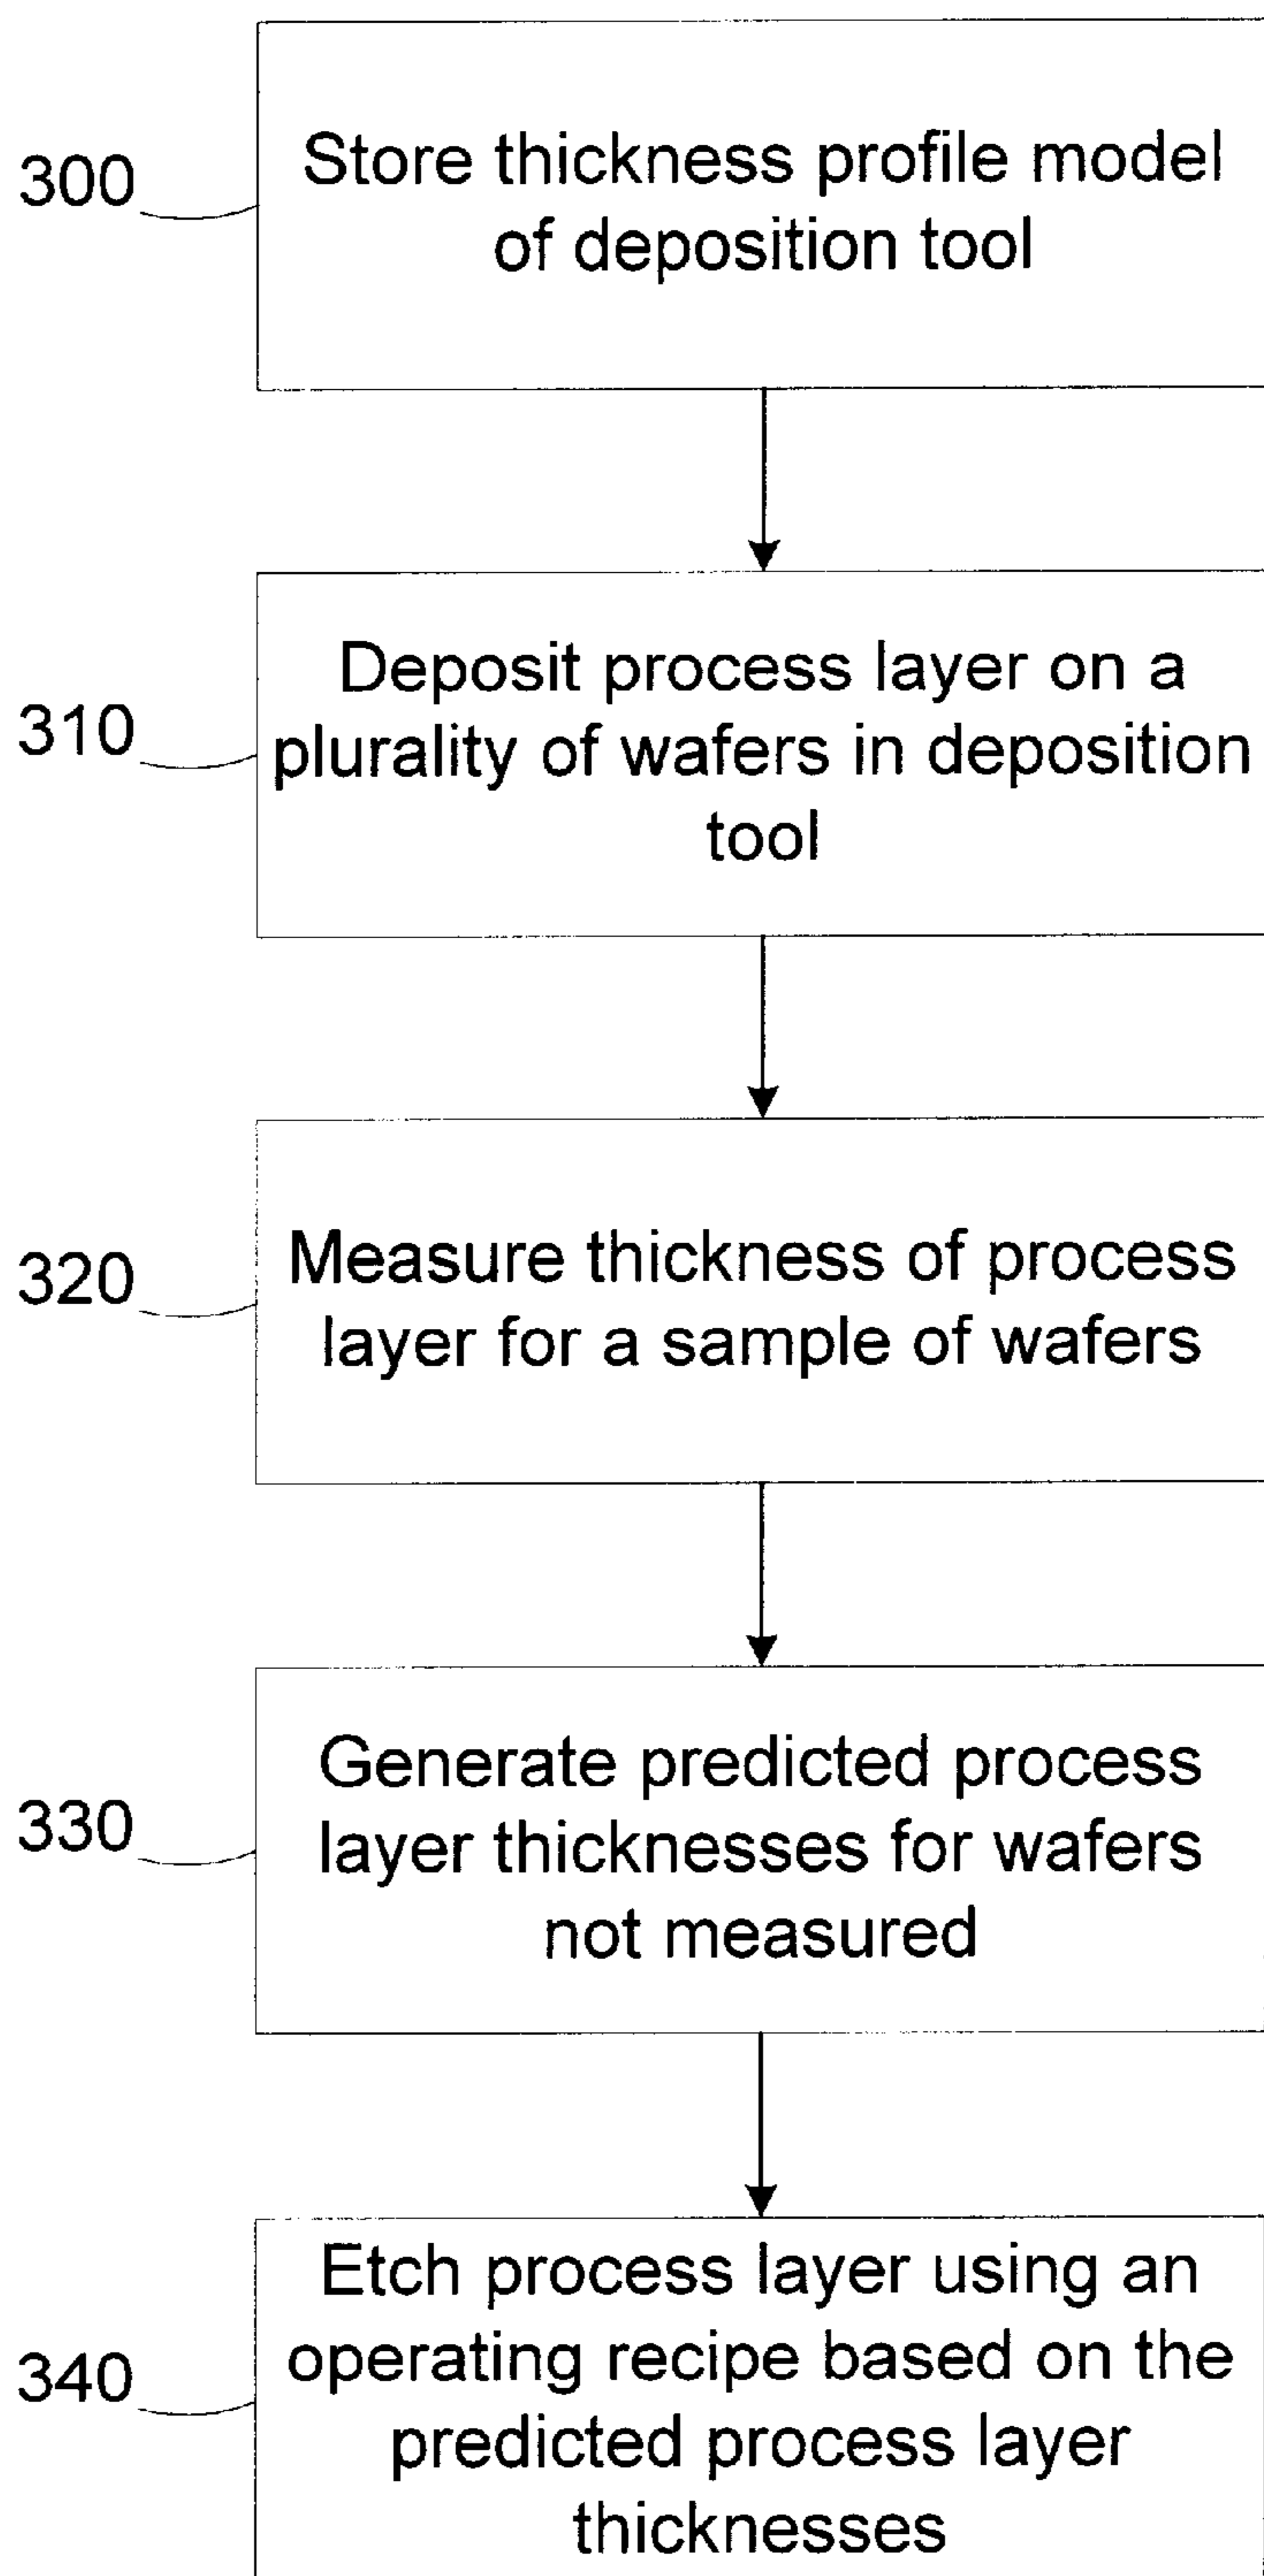 300
Store thickness profile model
of deposition tool
310
Deposit process layer on a
plurality of wafers in deposition
tool
320
Measure thickness of process
layer for a sample of wafers
330
Generate predicted process
layer thicknesses for wafers
not measured
340
Etch process layer using an
operating recipe based on the
predicted process layer
thicknesses